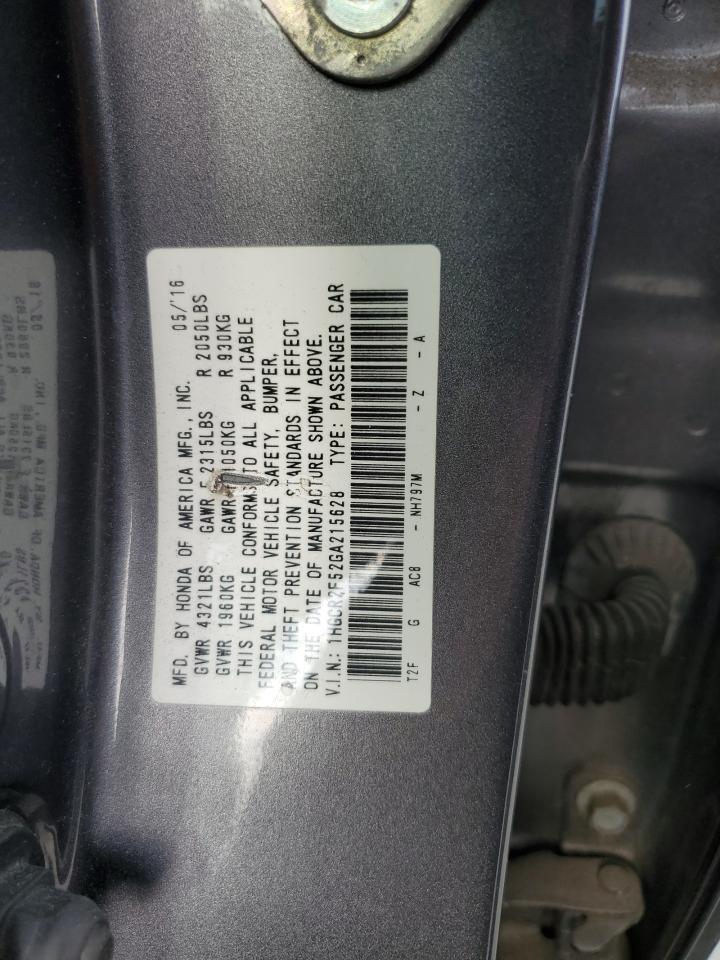 MFD. BY HONDA OF AMERICA MFG., INC. 05/'16
GVWR 4321LBS GAWR 2315LBS R 2050LBS
GVWR 1960KG GAWR 1050KG R 930KG
THIS VEHICLE CONFORMS TO ALL APPLICABLE
FEDERAL MOTOR VEHICLE SAFETY, BUMPER,
AND THEFT PREVENTION STANDARDS IN EFFECT
ON THE DATE OF MANUFACTURE SHOWN ABOVE.
V.I.N.: 1HGCR2F52GA215628 TYPE: PASSENGER CAR
T2F G AC8 - NH797M - Z - A